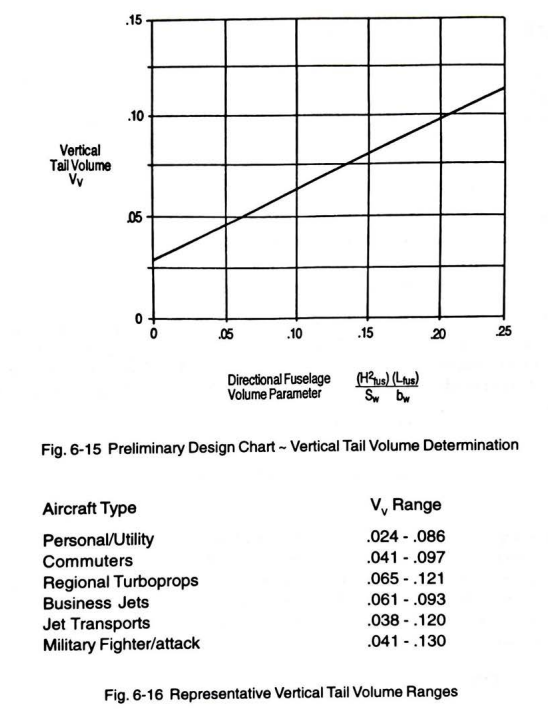 .15
.10
Vertical
Tail Volume
Vv
.05
0
0 .05 .10 .15 .20 .25
Directional Fuselage (H²fus) (Lfus)
Volume Parameter Sw bw
Fig. 6-15 Preliminary Design Chart ~ Vertical Tail Volume Determination
Aircraft Type Vv Range
Personal/Utility .024 - .086
Commuters .041 - .097
Regional Turboprops .065 - .121
Business Jets .061 - .093
Jet Transports .038 - .120
Military Fighter/attack .041 - .130
Fig. 6-16 Representative Vertical Tail Volume Ranges